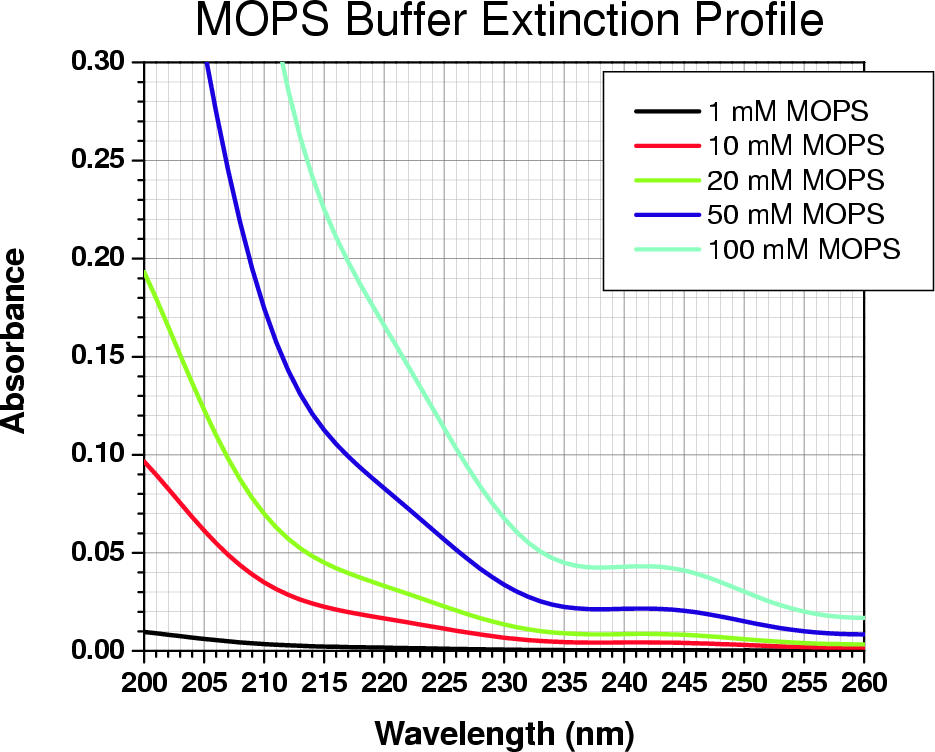 MOPS Buffer Extinction Profile
0.30
0.25
0.20
0.15
0.10
0.05
0.00
Absorbance
1 mM MOPS
10 mM MOPS
20 mM MOPS
50 mM MOPS
100 mM MOPS
200 205 210 215 220 225 230 235 240 245 250 255 260
Wavelength (nm)